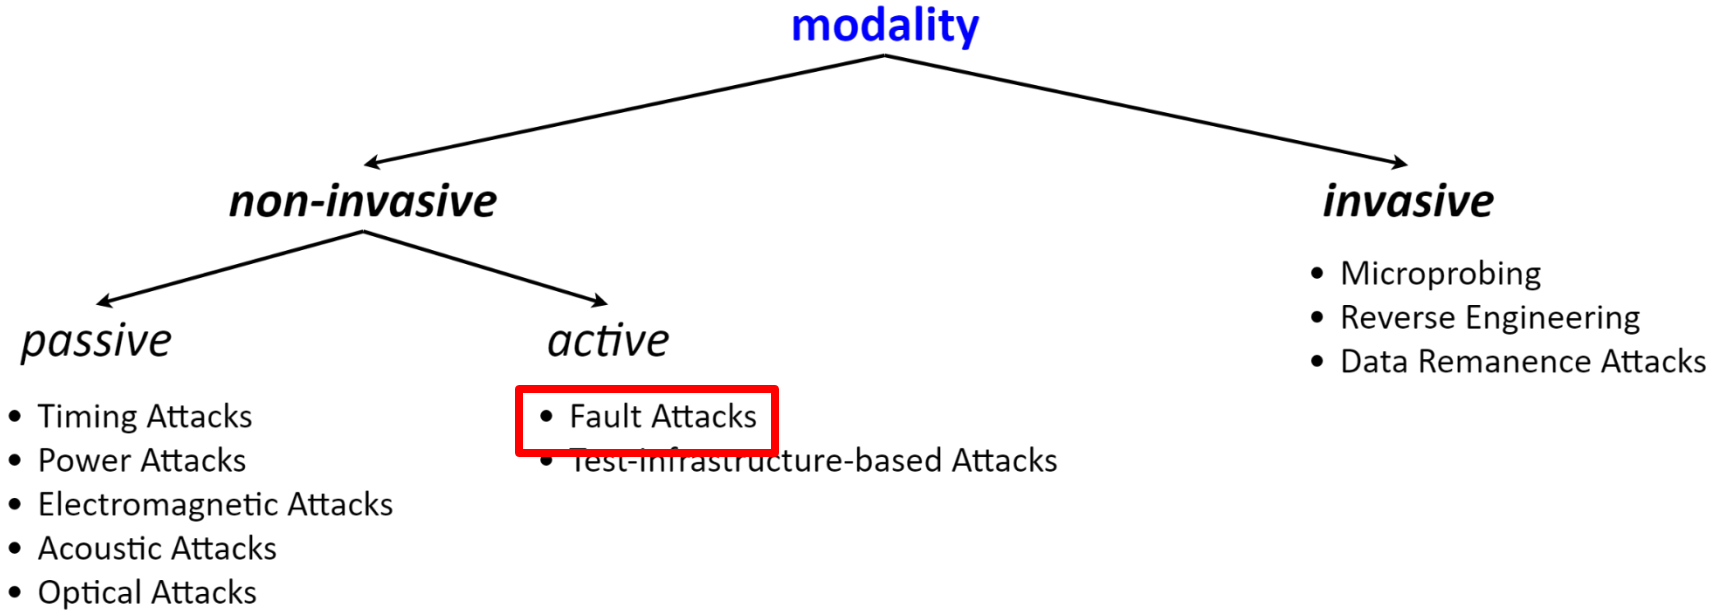 modality
non-invasive
invasive
passive
active
• Timing Attacks
• Power Attacks
• Electromagnetic Attacks
• Acoustic Attacks
• Optical Attacks
• Fault Attacks
• Test-Infrastructure-based Attacks
• Microprobing
• Reverse Engineering
• Data Remanence Attacks